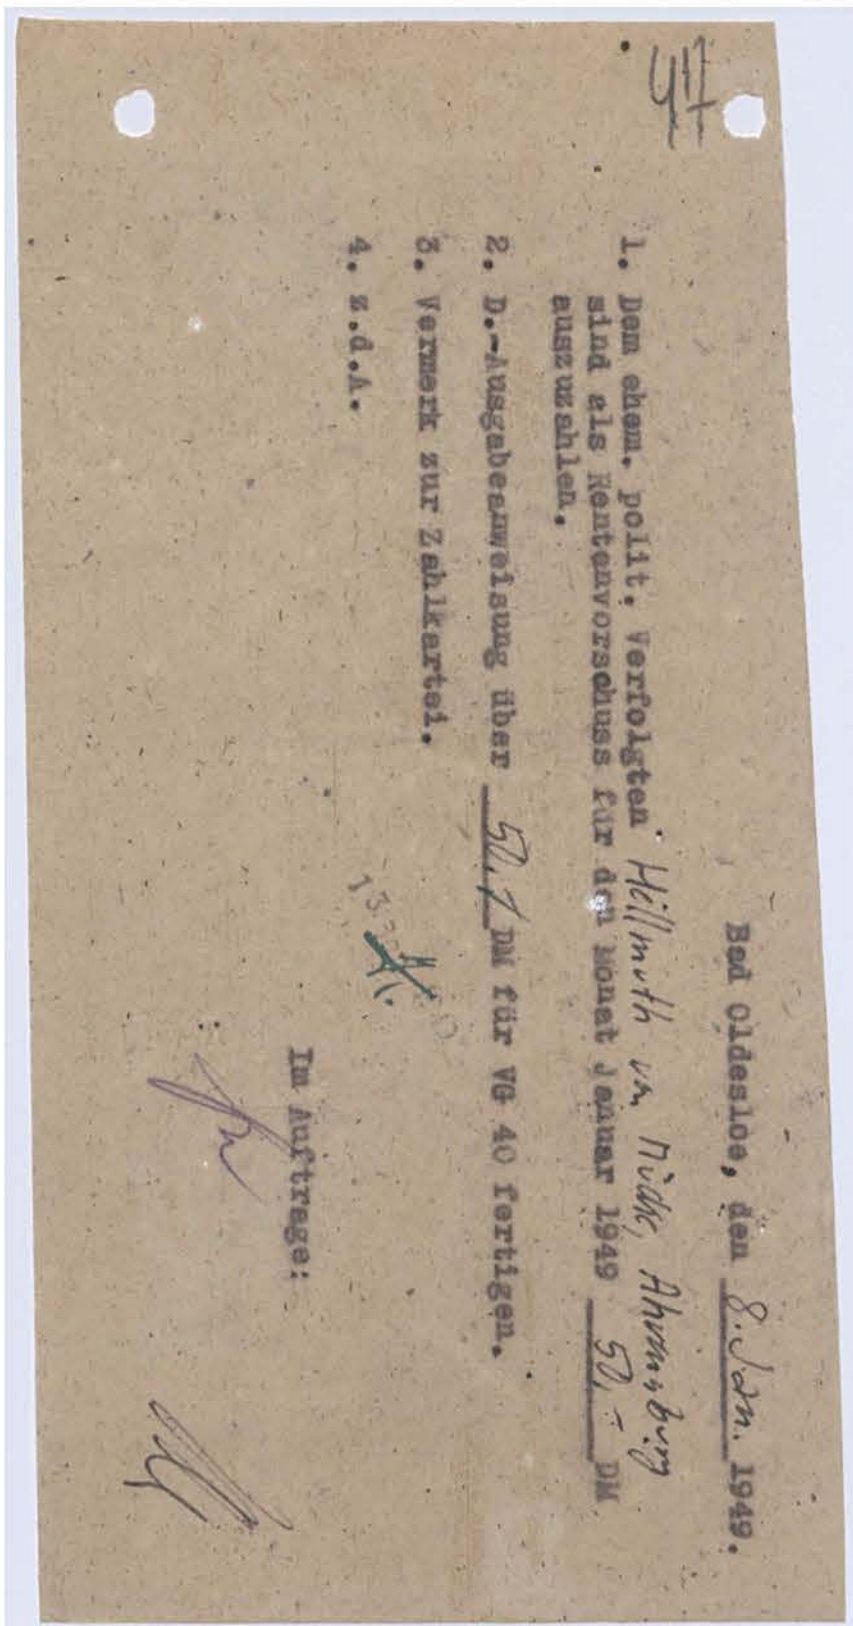 Bad Oldesloe, den 8. Jan. 1949.
1. Dem ehem. polit. Verfolgten Hellmuth von Mücke, Ahrensburg
sind als Rentenvorschuss für den Monat Januar 1949 50,- DM
auszuzahlen.
2. D.-Ausgabeanweisung über 50,- DM für VG 40 fertigen.
3. Vermerk zur Zahlkartei.
4. z.d.A.
Im Auftrage: